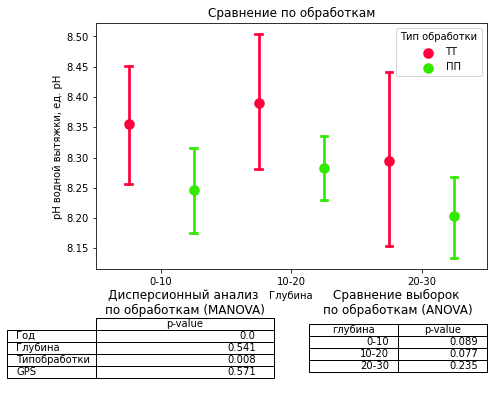 Сравнение по обработкам
Тип обработки
ТТ
ПП
рН водной вытяжки, ед. рН
8.50
8.45
8.40
8.35
8.30
8.25
8.20
8.15
0-10
10-20
20-30
Глубина
Дисперсионный анализ
по обработкам (MANOVA)
p-value
Год 0.0
Глубина 0.541
Типобработки 0.008
GPS 0.571
Сравнение выборок
по обработкам (ANOVA)
глубина p-value
0-10 0.089
10-20 0.077
20-30 0.235